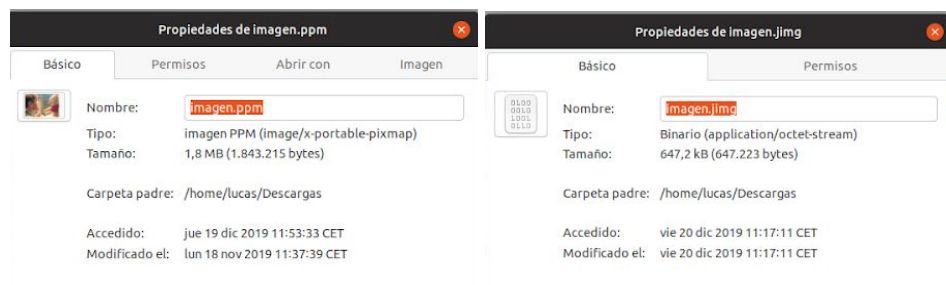 Propiedades de imagen.ppm
Básico Permisos Abrir con Imagen
Nombre: imagen.ppm
Tipo: imagen PPM (image/x-portable-pixmap)
Tamaño: 1,8 MB (1.843.215 bytes)
Carpeta padre: /home/lucas/Descargas
Accedido: jue 19 dic 2019 11:53:33 CET
Modificado el: lun 18 nov 2019 11:37:39 CET
Propiedades de imagen.jimg
Básico Permisos
0100
0010
1001
0110
Nombre: imagen.jimg
Tipo: Binario (application/octet-stream)
Tamaño: 647,2 kB (647.223 bytes)
Carpeta padre: /home/lucas/Descargas
Accedido: vie 20 dic 2019 11:17:11 CET
Modificado el: vie 20 dic 2019 11:17:11 CET